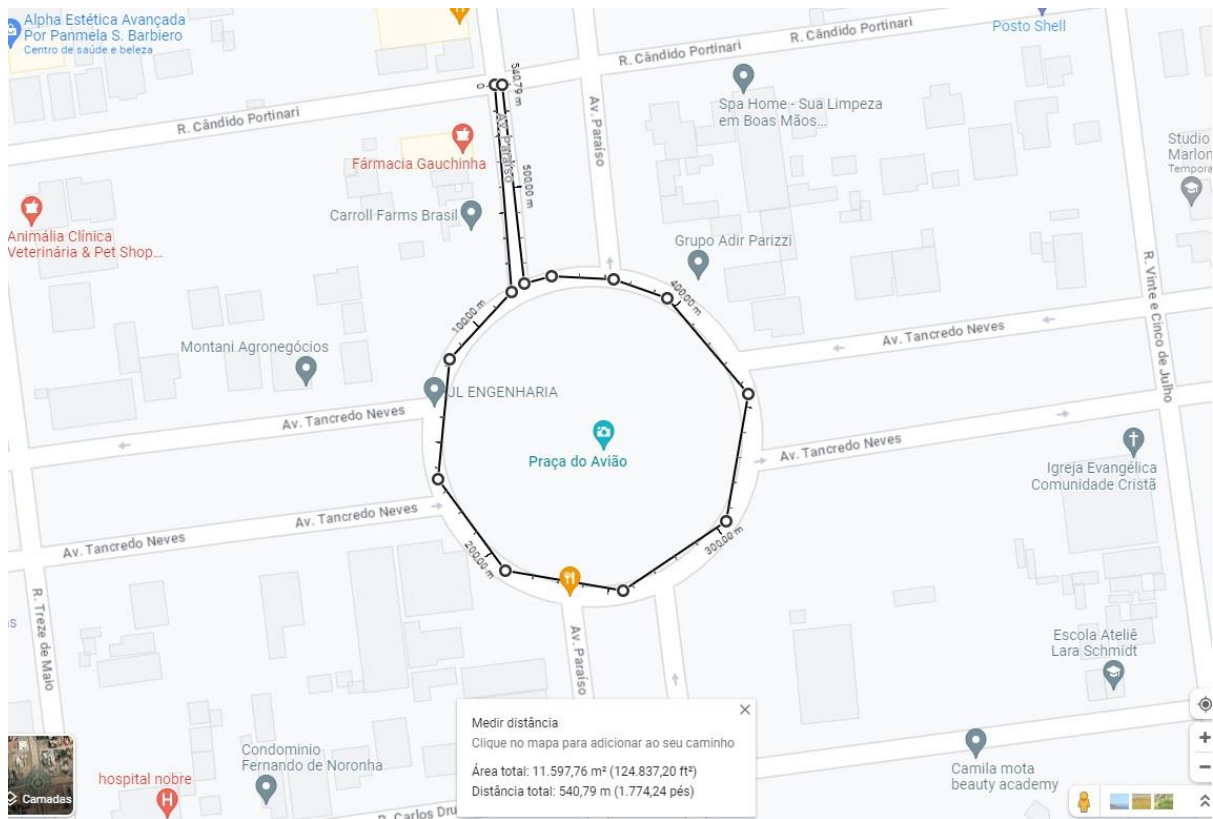 Alpha Estética Avançada
Por Panmela S. Barbiero
Centro de saúde e beleza
Posto Shell
R. Cândido Portinari
R. Cândido Portinari
R. Cândido Portinari
0
540,79 m
Av. Paraíso
Av. Paraíso
Spa Home - Sua Limpeza
em Boas Mãos...
Fármacia Gauchinha
Studio
Marlon
Tempora
500,00 m
Carroll Farms Brasil
Animália Clínica
Veterinária & Pet Shop...
Grupo Adir Parizzi
R. Vinte e Cinco de Julho
400,00 m
100,00 m
Av. Tancredo Neves
Montani Agronegócios
JL ENGENHARIA
Av. Tancredo Neves
Praça do Avião
Av. Tancredo Neves
Igreja Evangélica
Comunidade Cristã
Av. Tancredo Neves
Av. Tancredo Neves
200,00 m
300,00 m
R. Treze de Maio
s
Av. Paraíso
Escola Ateliê
Lara Schmidt
Medir distância
Clique no mapa para adicionar ao seu caminho
Área total: 11.597,76 m² (124.837,20 ft²)
Distância total: 540,79 m (1.774,24 pés)
Condominio
Fernando de Noronha
hospital nobre
H
Camadas
R. Carlos Dru
Camila mota
beauty academy